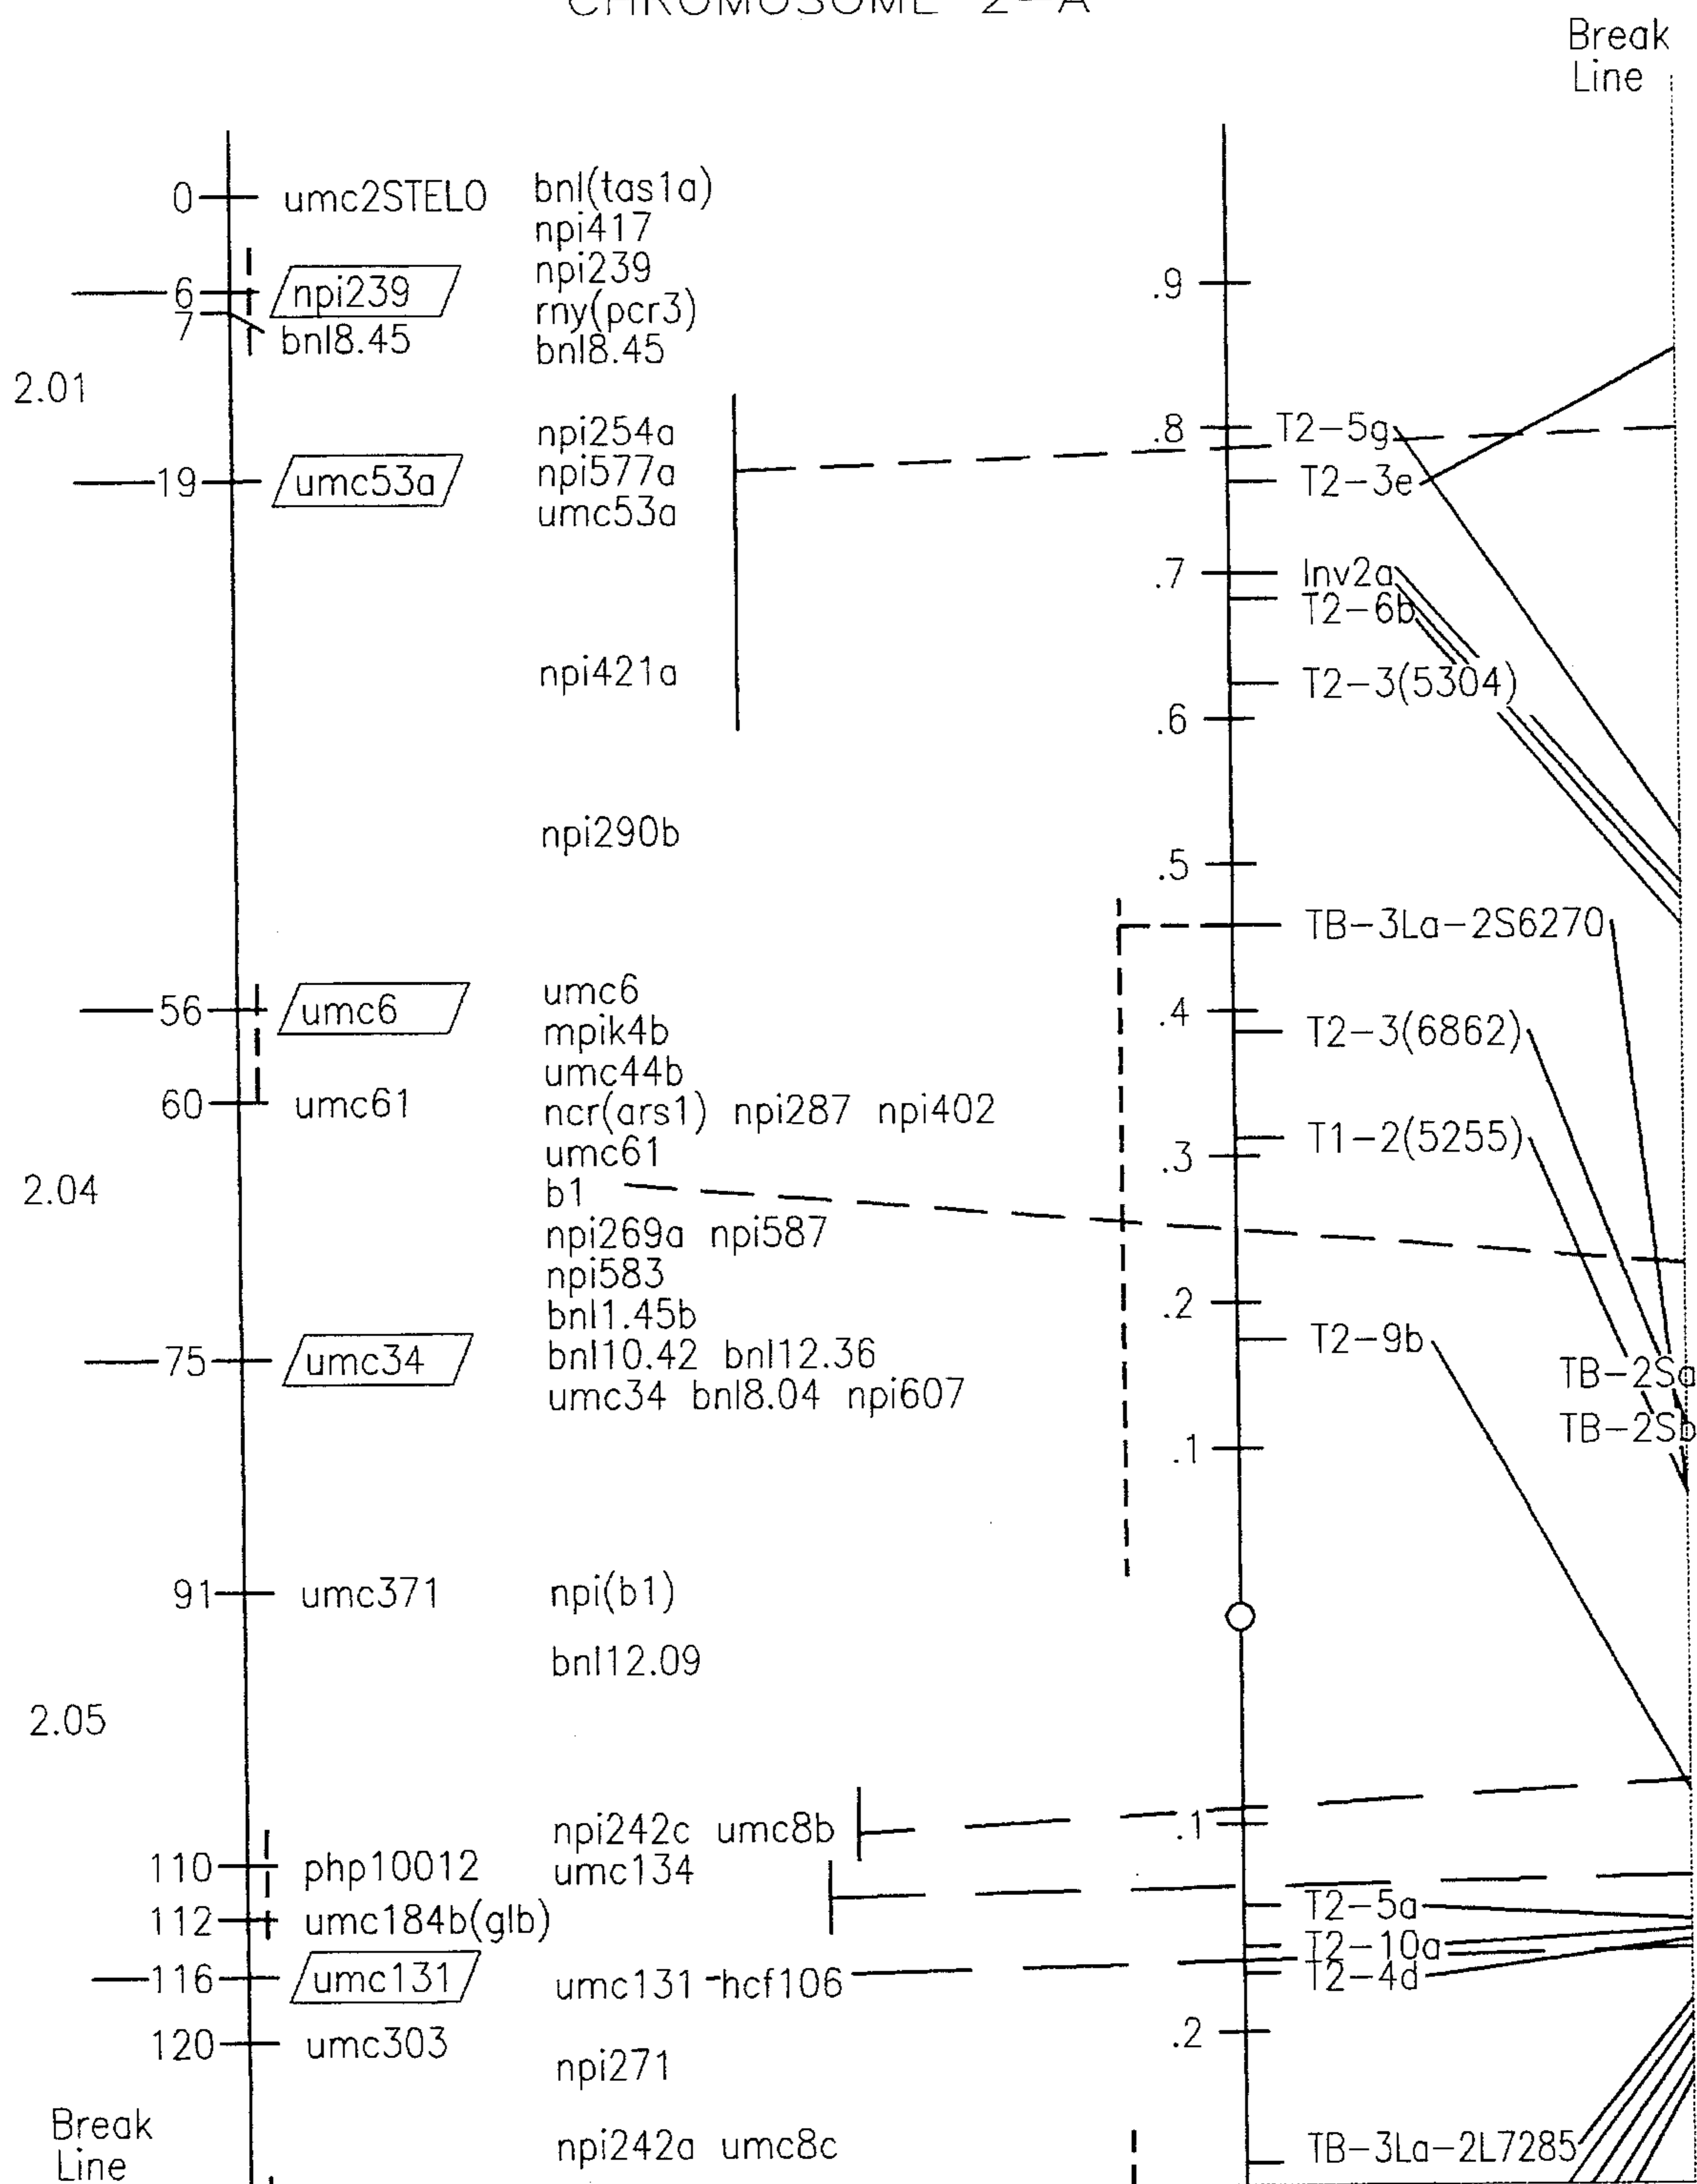 CHROMOSOME 2-A
Break
Line
0 umc2STELO bnl(tas1a)
npi417
6 npi239 npi239
.9
7 bnl8.45 rny(pcr3)
bnl8.45
2.01
npi254a .8 T2-5g
19 umc53a npi577a T2-3e
umc53a
.7 Inv2a
T2-6b
npi421a T2-3(5304)
.6
npi290b
.5
TB-3La-2S6270
56 umc6 umc6 .4
mpik4b T2-3(6862)
umc44b
60 umc61 ncr(ars1) npi287 npi402
umc61 .3 T1-2(5255)
2.04 b1
npi269a npi587
npi583
bnl1.45b .2
75 umc34 bnl10.42 bnl12.36 T2-9b
umc34 bnl8.04 npi607 TB-2Sa
TB-2Sb
.1
91 umc371 npi(b1)
bnl12.09
2.05
npi242c umc8b .1
110 php10012 umc134
112 umc184b(glb) T2-5a
T2-10a
116 umc131 umc131-hcf106 T2-4d
120 umc303 .2
npi271
Break
Line
npi242a umc8c TB-3La-2L7285